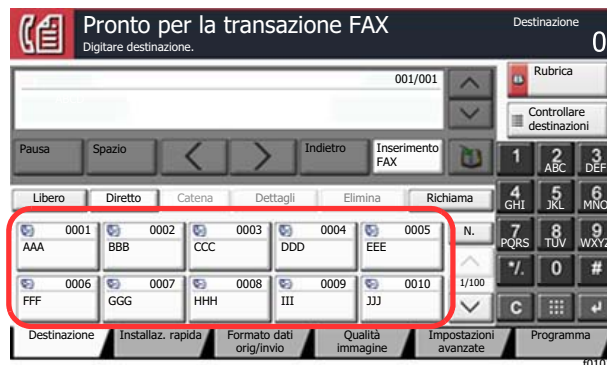 Pronto per la transazione FAX
Digitare destinazione.
Destinazione
0
001/001
Rubrica
Controllare
destinazioni
Pausa
Spazio
Indietro
Inserimento
FAX
1
2
ABC
3
DEF
Libero
Diretto
Catena
Dettagli
Elimina
Richiama
4
GHI
5
JKL
6
MNO
0001
AAA
0002
BBB
0003
CCC
0004
DDD
0005
EEE
N.
7
PQRS
8
TUV
9
WXYZ
0006
FFF
0007
GGG
0008
HHH
0009
III
0010
JJJ
1/100
*/.
0
#
C
Destinazione
Installaz. rapida
Formato dati
orig/invio
Qualità
immagine
Impostazioni
avanzate
Programma